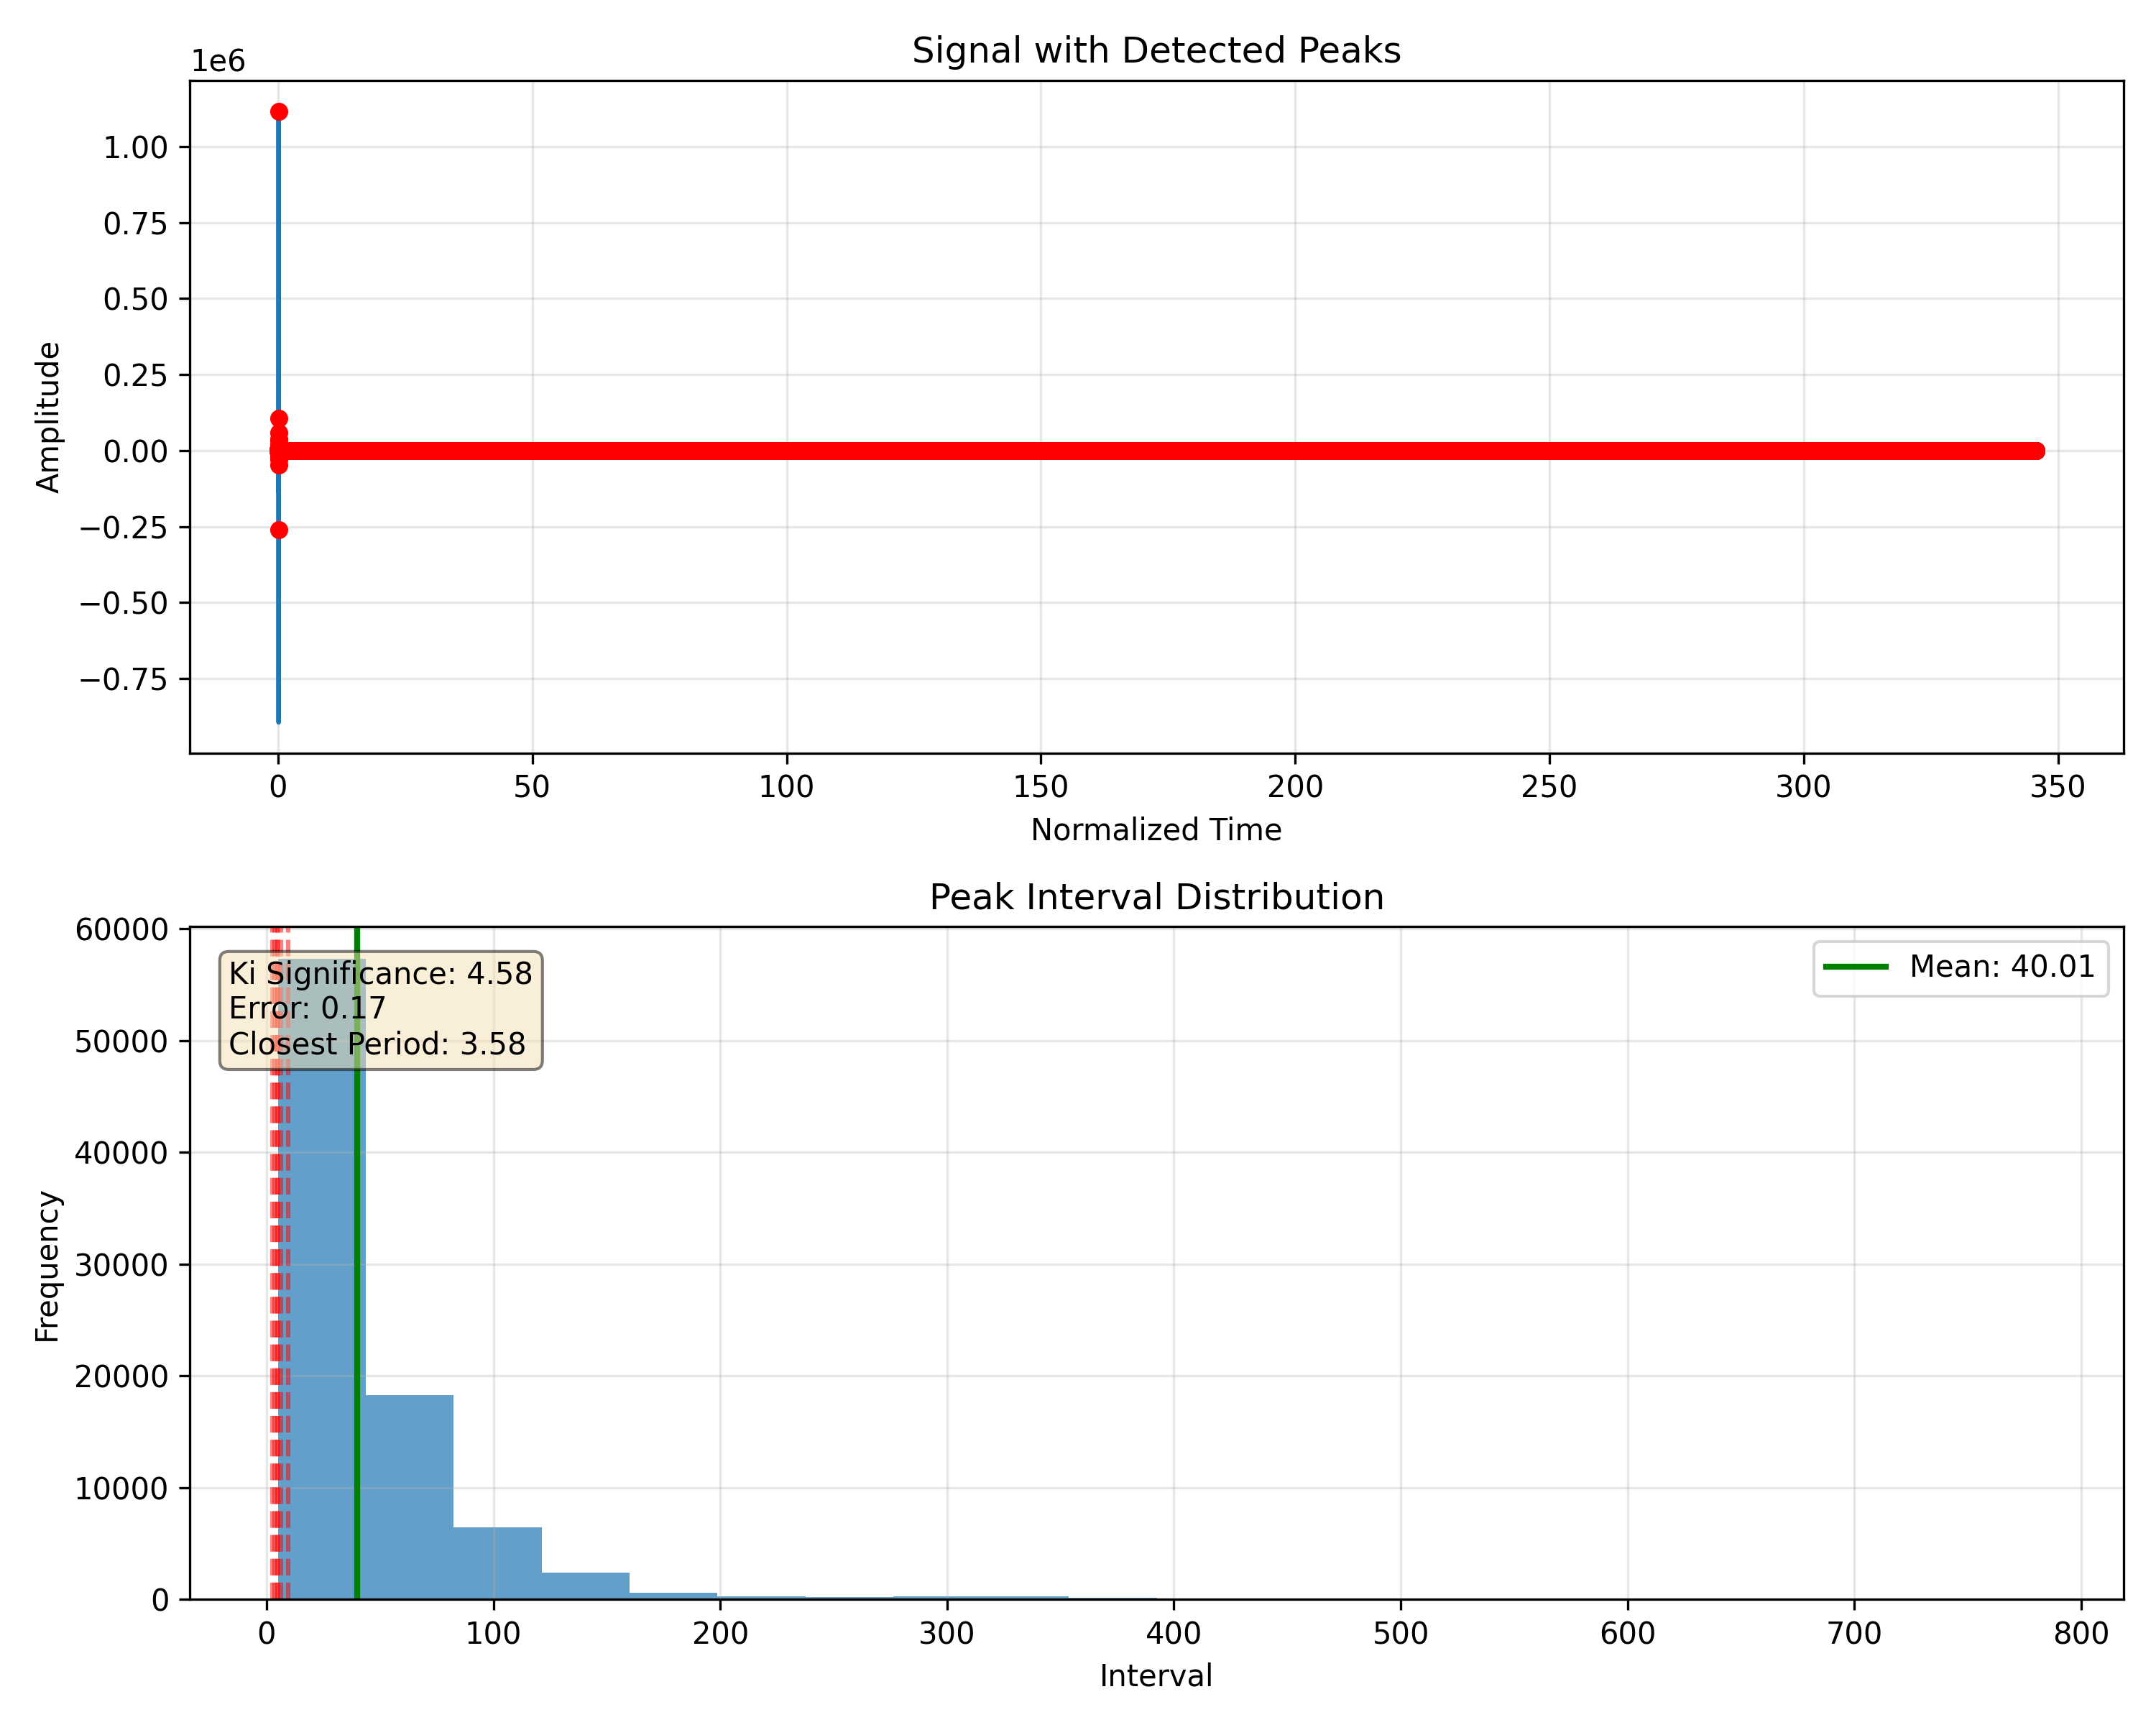 Signal with Detected Peaks
1e6
1.00
0.75
0.50
0.25
0.00
−0.25
−0.50
−0.75
Amplitude
0 50 100 150 200 250 300 350
Normalized Time
Peak Interval Distribution
60000
50000
40000
30000
20000
10000
0
Frequency
Ki Significance: 4.58
Error: 0.17
Closest Period: 3.58
Mean: 40.01
0 100 200 300 400 500 600 700 800
Interval